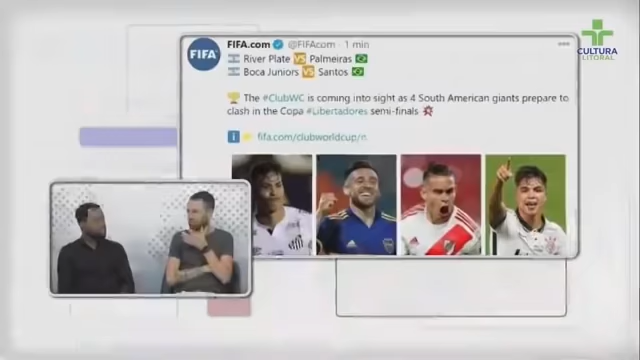 FIFA
FIFA.com @FIFAcom · 1 min
River Plate VS Palmeiras
Boca Juniors VS Santos
The #ClubWC is coming into sight as 4 South American giants prepare to
clash in the Copa #Libertadores semi-finals
fifa.com/clubworldcup/n
CULTURA
LITORAL